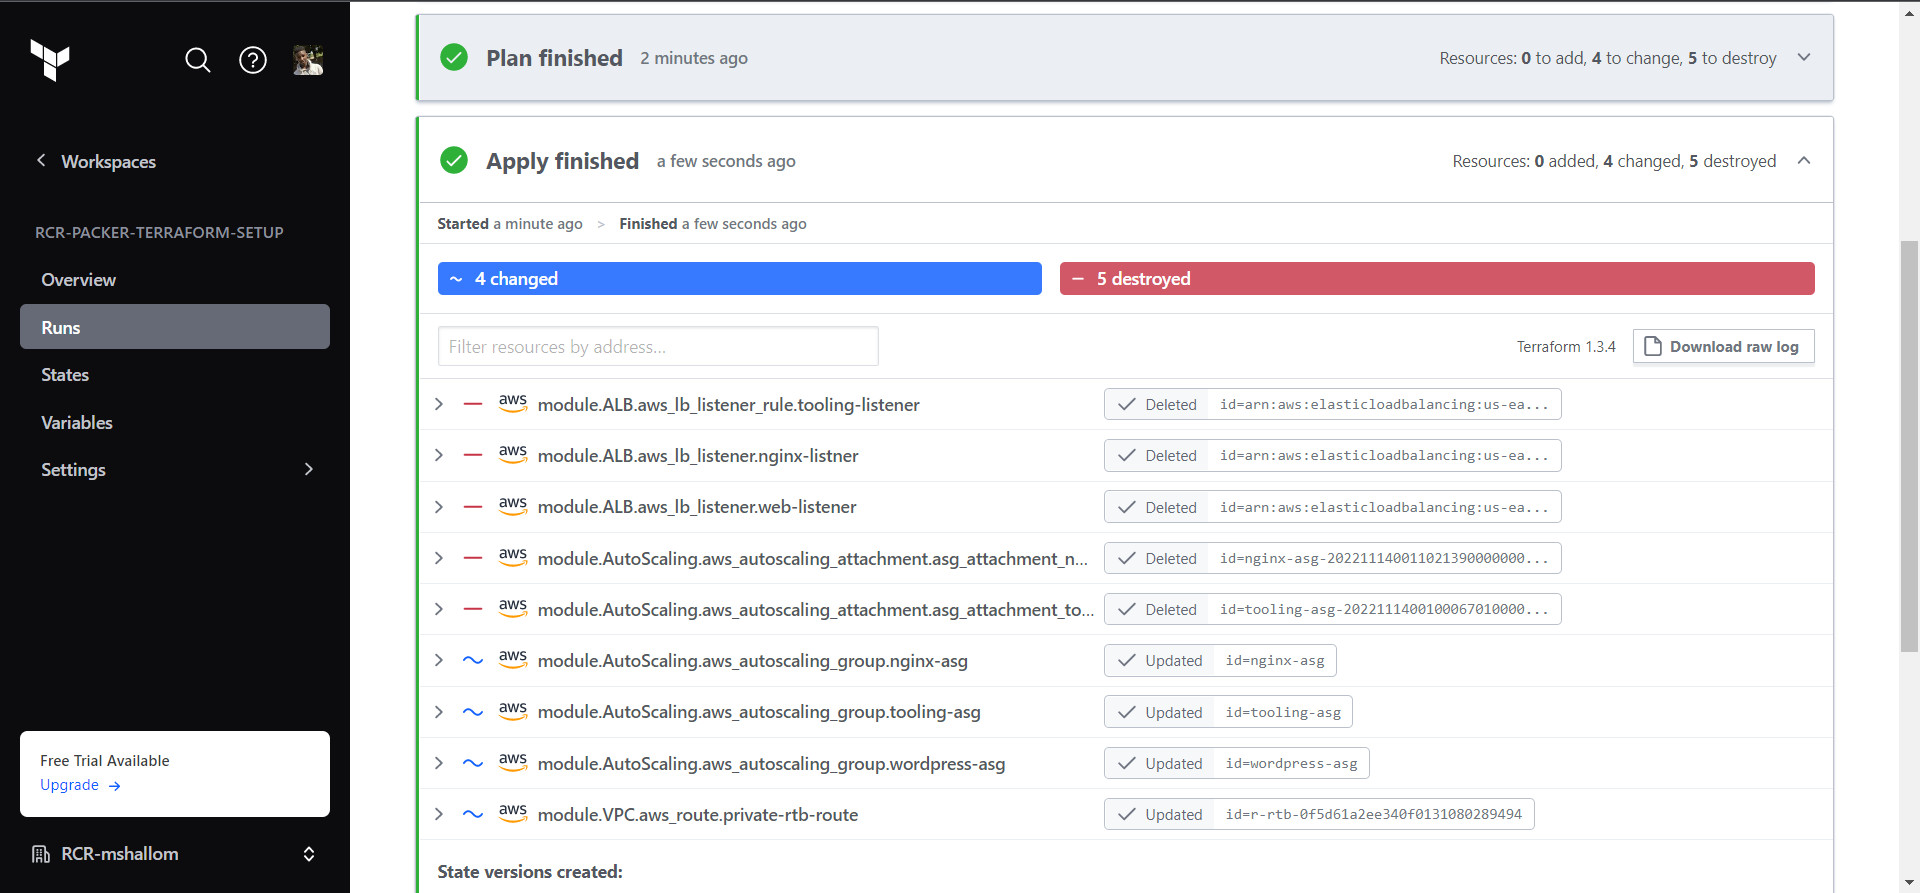 Plan finished 2 minutes ago
Resources: 0 to add, 4 to change, 5 to destroy
Workspaces
RCR-PACKER-TERRAFORM-SETUP
Overview
Runs
States
Variables
Settings
Free Trial Available
Upgrade →
RCR-mshallom
Apply finished a few seconds ago
Resources: 0 added, 4 changed, 5 destroyed
Started a minute ago > Finished a few seconds ago
~ 4 changed
− 5 destroyed
Filter resources by address...
Terraform 1.3.4
Download raw log
aws module.ALB.aws_lb_listener_rule.tooling-listener Deleted id=arn:aws:elasticloadbalancing:us-ea...
aws module.ALB.aws_lb_listener.nginx-listner Deleted id=arn:aws:elasticloadbalancing:us-ea...
aws module.ALB.aws_lb_listener.web-listener Deleted id=arn:aws:elasticloadbalancing:us-ea...
aws module.AutoScaling.aws_autoscaling_attachment.asg_attachment_n... Deleted id=nginx-asg-202211140011021390000000...
aws module.AutoScaling.aws_autoscaling_attachment.asg_attachment_to... Deleted id=tooling-asg-2022111400100067010000...
aws module.AutoScaling.aws_autoscaling_group.nginx-asg Updated id=nginx-asg
aws module.AutoScaling.aws_autoscaling_group.tooling-asg Updated id=tooling-asg
aws module.AutoScaling.aws_autoscaling_group.wordpress-asg Updated id=wordpress-asg
aws module.VPC.aws_route.private-rtb-route Updated id=r-rtb-0f5d61a2ee340f0131080289494
State versions created: